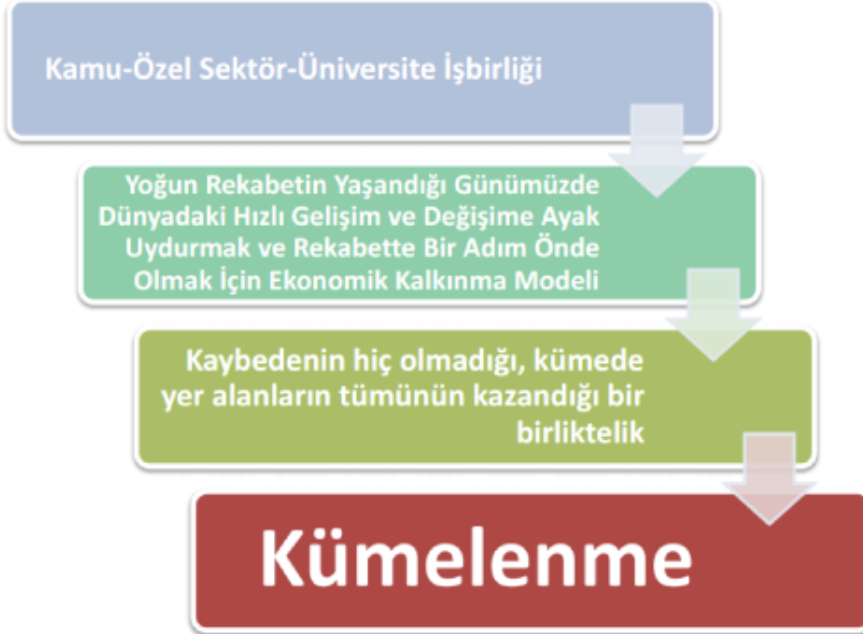 Kamu-Özel Sektör-Üniversite İşbirliği
Yoğun Rekabetin Yaşandığı Günümüzde
Dünyadaki Hızlı Gelişim ve Değişime Ayak
Uydurmak ve Rekabette Bir Adım Önde
Olmak İçin Ekonomik Kalkınma Modeli
Kaybedenin hiç olmadığı, kümede
yer alanların tümünün kazandığı bir
birliktelik
Kümelenme